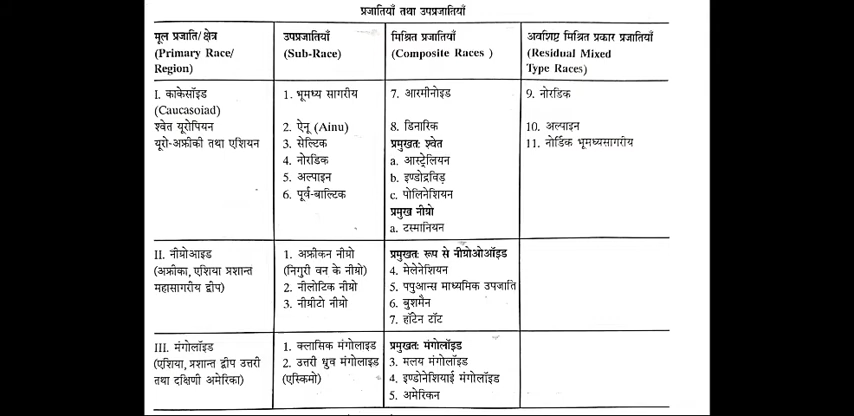 प्रजातियाँ तथा उपप्रजातियाँ
मूल प्रजाति/ क्षेत्र
(Primary Race/
Region)
उपप्रजातियाँ
(Sub-Race)
मिश्रित प्रजातियाँ
(Composite Races )
अवशिष्ट मिश्रित प्रकार प्रजातियाँ
(Residual Mixed
Type Races)
I. काकेसॉइड
(Caucasoiad)
श्वेत यूरोपियन
यूरो-अफ्रीकी तथा एशियन
1. भूमध्य सागरीय
2. ऐनू (Ainu)
3. सेल्टिक
4. नोरडिक
5. अल्पाइन
6. पूर्व-बाल्टिक
7. आरमीनोइड
8. डिनारिक
प्रमुखतः श्वेत
a. आस्ट्रेलियन
b. इण्डोद्रविड़
c. पोलिनेशियन
प्रमुख नीग्रो
a. टस्मानियन
9. नोरडिक
10. अल्पाइन
11. नोर्डिक भूमध्यसागरीय
II. नीग्रोआइड
(अफ्रीका, एशिया प्रशान्त
महासागरीय द्वीप)
1. अफ्रीकन नीग्रो
(निगुरी वन के नीग्रो)
2. नीलोटिक नीग्रो
3. नीग्रीटो नीग्रो
प्रमुखतः रूप से नीग्रोओऑइड
4. मेलेनेशियन
5. पपुआन्स माध्यमिक उपजाति
6. बुशमैन
7. हॉटेन टॉट
III. मंगोलॉइड
(एशिया, प्रशान्त द्वीप उत्तरी
तथा दक्षिणी अमेरिका)
1. क्लासिक मंगोलाइड
2. उत्तरी ध्रुव मंगोलाइड
(एस्किमो)
प्रमुखतः मंगोलॉइड
3. मलय मंगोलॉइड
4. इण्डोनेशियाई मंगोलॉइड
5. अमेरिकन